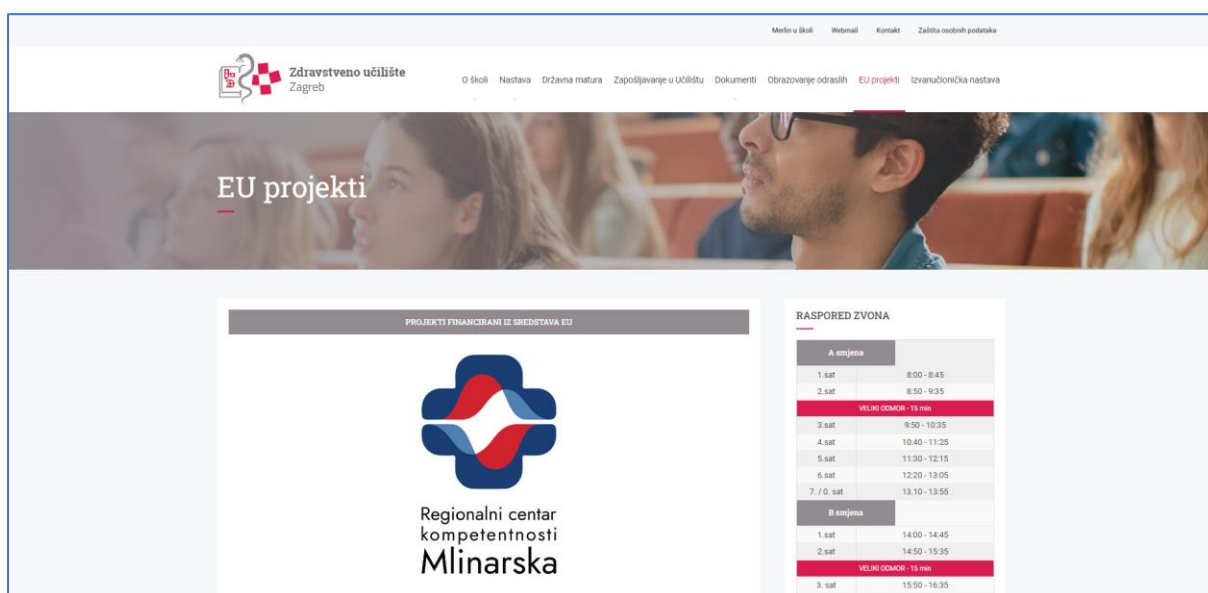 Merlin u školi Webmail Kontakt Zaštita osobnih podataka
Zdravstveno učilište
Zagreb
O školi Nastava Državna matura Zapošljavanje u Učilištu Dokumenti Obrazovanje odraslih EU projekti Izvanučionička nastava
EU projekti
PROJEKTI FINANCIRANI IZ SREDSTAVA EU
Regionalni centar
kompetentnosti
Mlinarska
RASPORED ZVONA
A smjena
1.sat 8:00 - 8:45
2.sat 8:50 - 9:35
VELIKI ODMOR - 15 min
3.sat 9:50 - 10:35
4.sat 10:40 - 11:25
5.sat 11:30 - 12:15
6.sat 12:20 - 13:05
7. / 0. sat 13.10 - 13:55
B smjena
1.sat 14:00 - 14:45
2.sat 14:50 - 15:35
VELIKI ODMOR - 15 min
3. sat 15:50 - 16:35